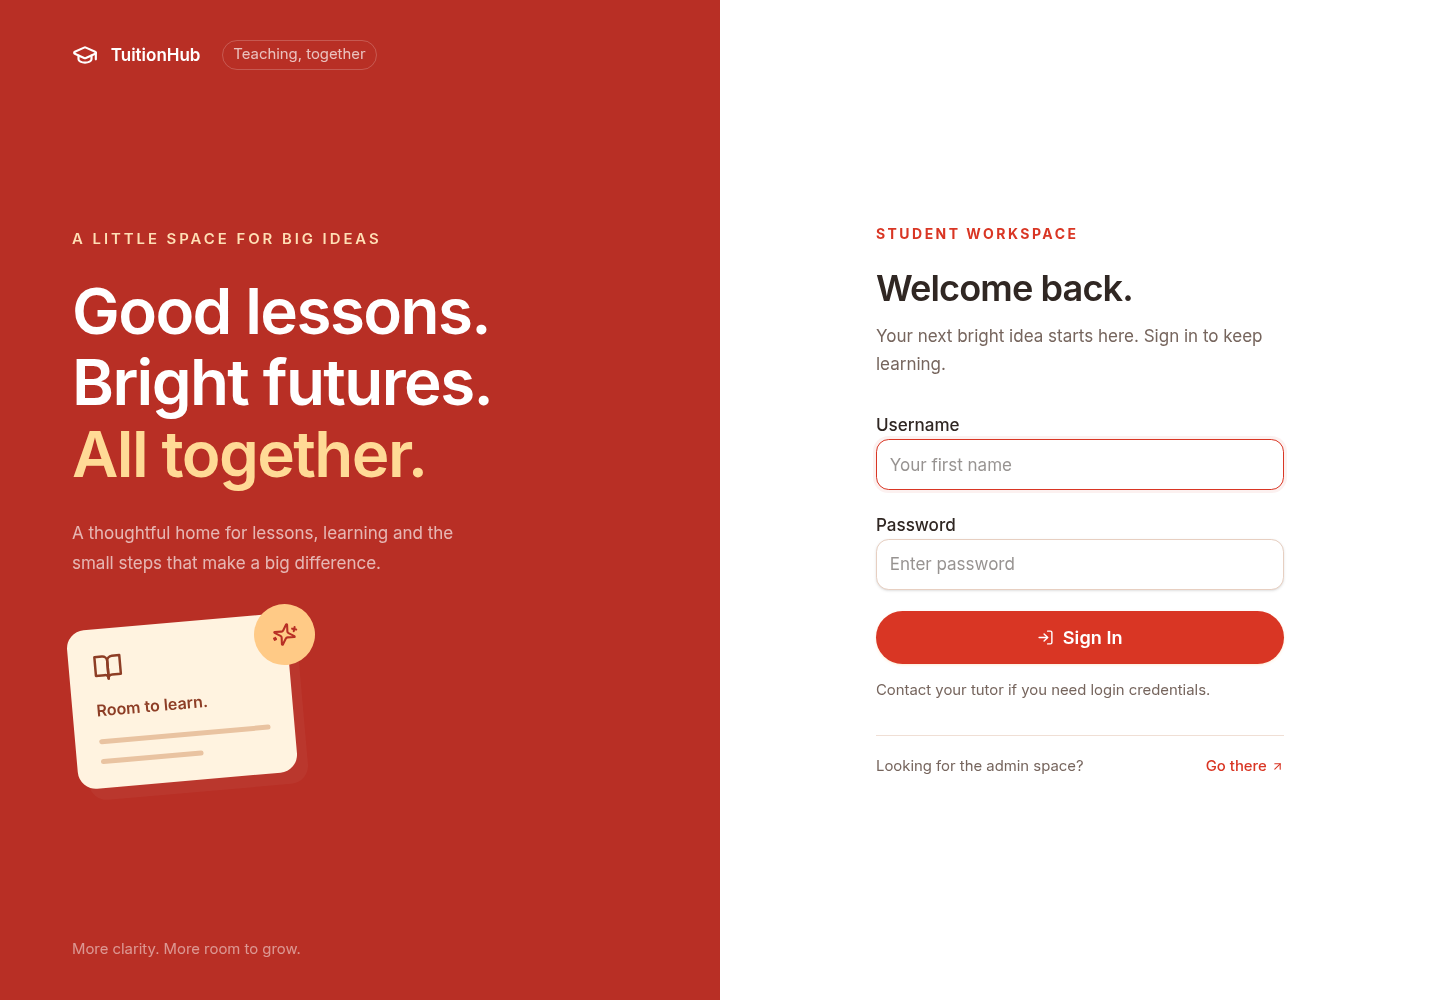 TuitionHub
Teaching, together
A LITTLE SPACE FOR BIG IDEAS
Good lessons.
Bright futures.
All together.
A thoughtful home for lessons, learning and the
small steps that make a big difference.
Room to learn.
More clarity. More room to grow.
STUDENT WORKSPACE
Welcome back.
Your next bright idea starts here. Sign in to keep
learning.
Username
Your first name
Password
Enter password
Sign In
Contact your tutor if you need login credentials.
Looking for the admin space?
Go there